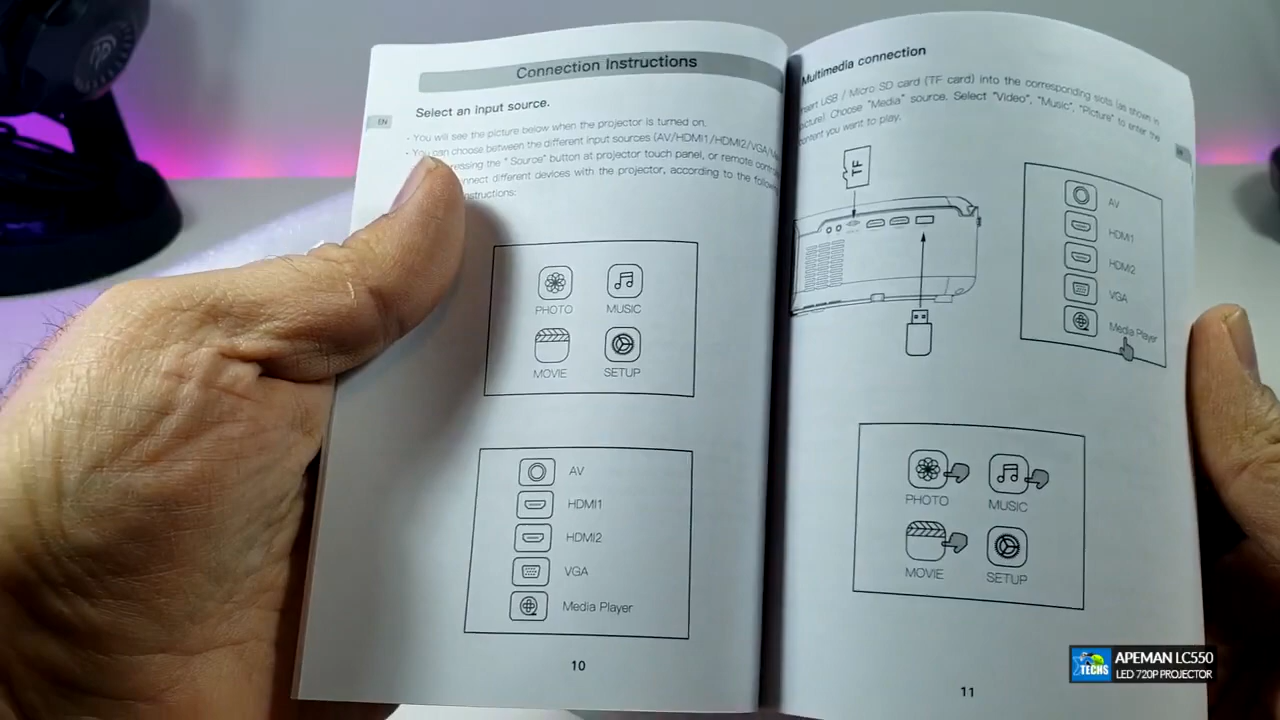 Connection Instructions
EN
Select an input source.
· You will see the picture below when the projector is turned on.
· You can choose between the different input sources (AV/HDMI1/HDMI2/VGA/
pressing the " Source" button at projector touch panel, or remote
connect different devices with the projector, according to the
instructions:
PHOTO MUSIC
MOVIE SETUP
AV
HDMI1
HDMI2
VGA
Media Player
10
Multimedia connection
USB / Micro SD card (TF card) into the corresponding slots (as shown in
Choose "Media" source. Select "Video", "Music", "Picture" to enter the
content you want to play.
TF
AV
HDMI1
HDMI2
VGA
Media Player
PHOTO MUSIC
MOVIE SETUP
11
TECHS
APEMAN LC550
LED 720P PROJECTOR